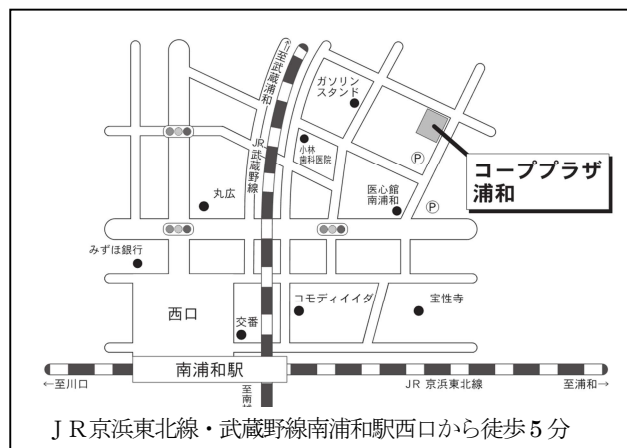 至武蔵浦和→
ガソリン
スタンド
JR武蔵野線
小林
歯科医院
P
コーププラザ
浦和
丸広
医心館
南浦和
P
みずほ銀行
西口
交番
コモディイイダ
宝性寺
南浦和駅
←至川口
JR 京浜東北線
至浦和→
ＪＲ京浜東北線・武蔵野線南浦和駅西口から徒歩５分